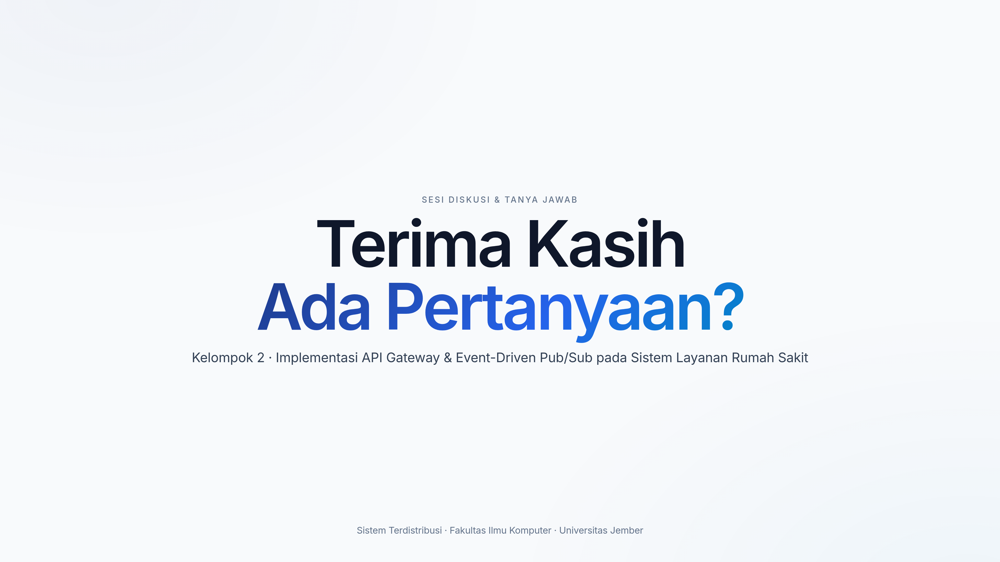 SESI DISKUSI & TANYA JAWAB
Terima Kasih
Ada Pertanyaan?
Kelompok 2 · Implementasi API Gateway & Event-Driven Pub/Sub pada Sistem Layanan Rumah Sakit
Sistem Terdistribusi · Fakultas Ilmu Komputer · Universitas Jember